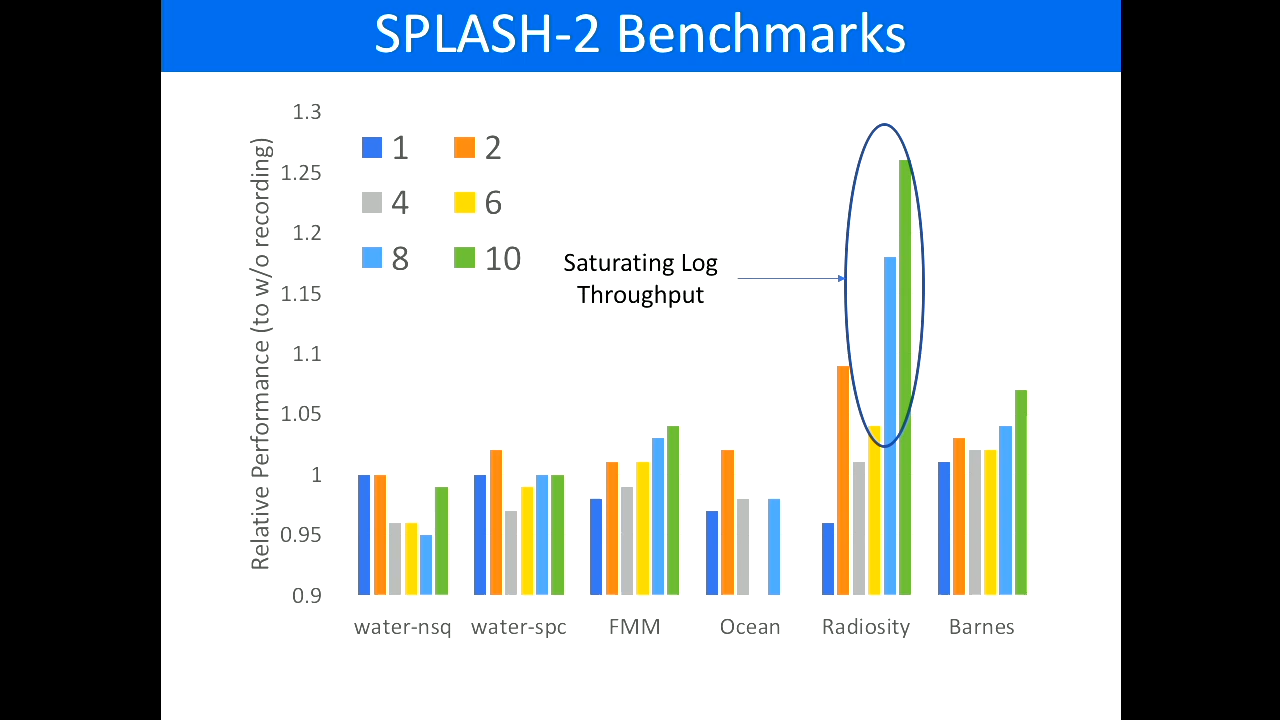 SPLASH-2 Benchmarks
Relative Performance (to w/o recording)
1.3
1.25
1.2
1.15
1.1
1.05
1
0.95
0.9
1 2
4 6
8 10
Saturating Log
Throughput
water-nsq water-spc FMM Ocean Radiosity Barnes